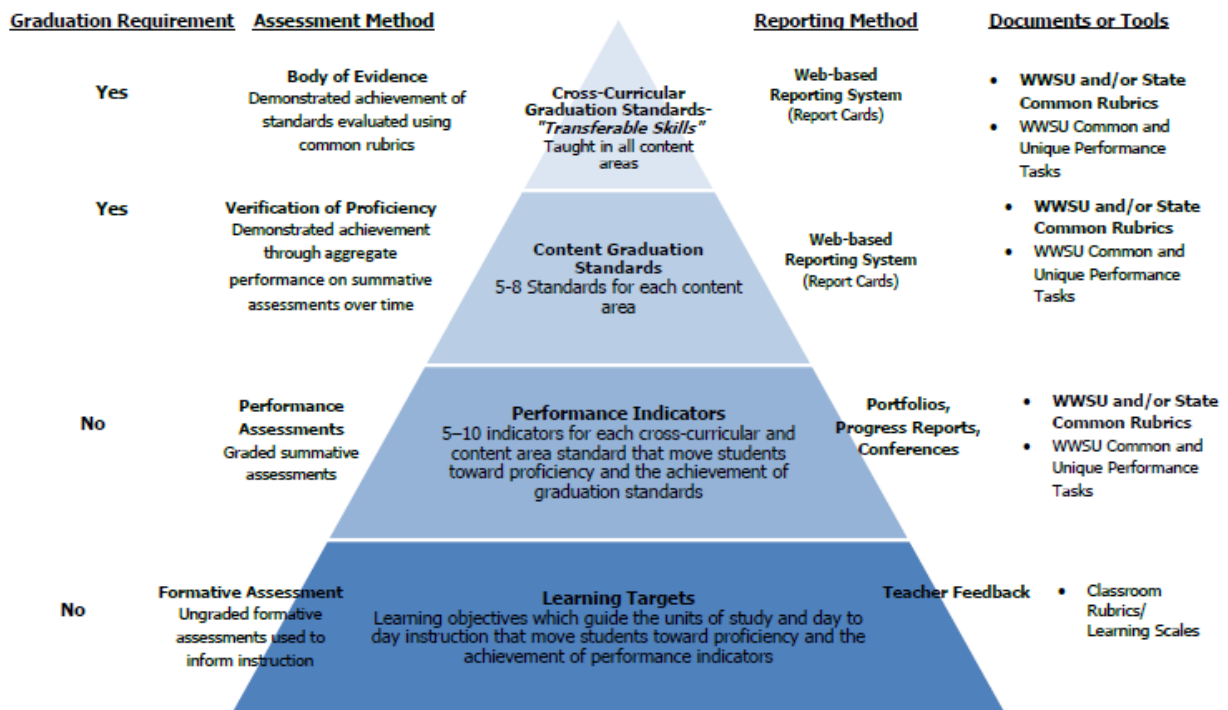 Graduation Requirement
Assessment Method
Reporting Method
Documents or Tools
Yes
Body of Evidence
Demonstrated achievement of
standards evaluated using
common rubrics
Cross-Curricular
Graduation Standards-
"Transferable Skills"
Taught in all content
areas
Web-based
Reporting System
(Report Cards)
• WWSU and/or State
Common Rubrics
• WWSU Common and
Unique Performance
Tasks
Yes
Verification of Proficiency
Demonstrated achievement
through aggregate
performance on summative
assessments over time
Content Graduation
Standards
5-8 Standards for each content
area
Web-based
Reporting System
(Report Cards)
• WWSU and/or State
Common Rubrics
• WWSU Common and
Unique Performance
Tasks
No
Performance
Assessments
Graded summative
assessments
Performance Indicators
5–10 indicators for each cross-curricular and
content area standard that move students
toward proficiency and the achievement of
graduation standards
Portfolios,
Progress Reports,
Conferences
• WWSU and/or State
Common Rubrics
• WWSU Common and
Unique Performance
Tasks
No
Formative Assessment
Ungraded formative
assessments used to
inform instruction
Learning Targets
Learning objectives which guide the units of study and day to
day instruction that move students toward proficiency and the
achievement of performance indicators
Teacher Feedback
• Classroom
Rubrics/
Learning Scales